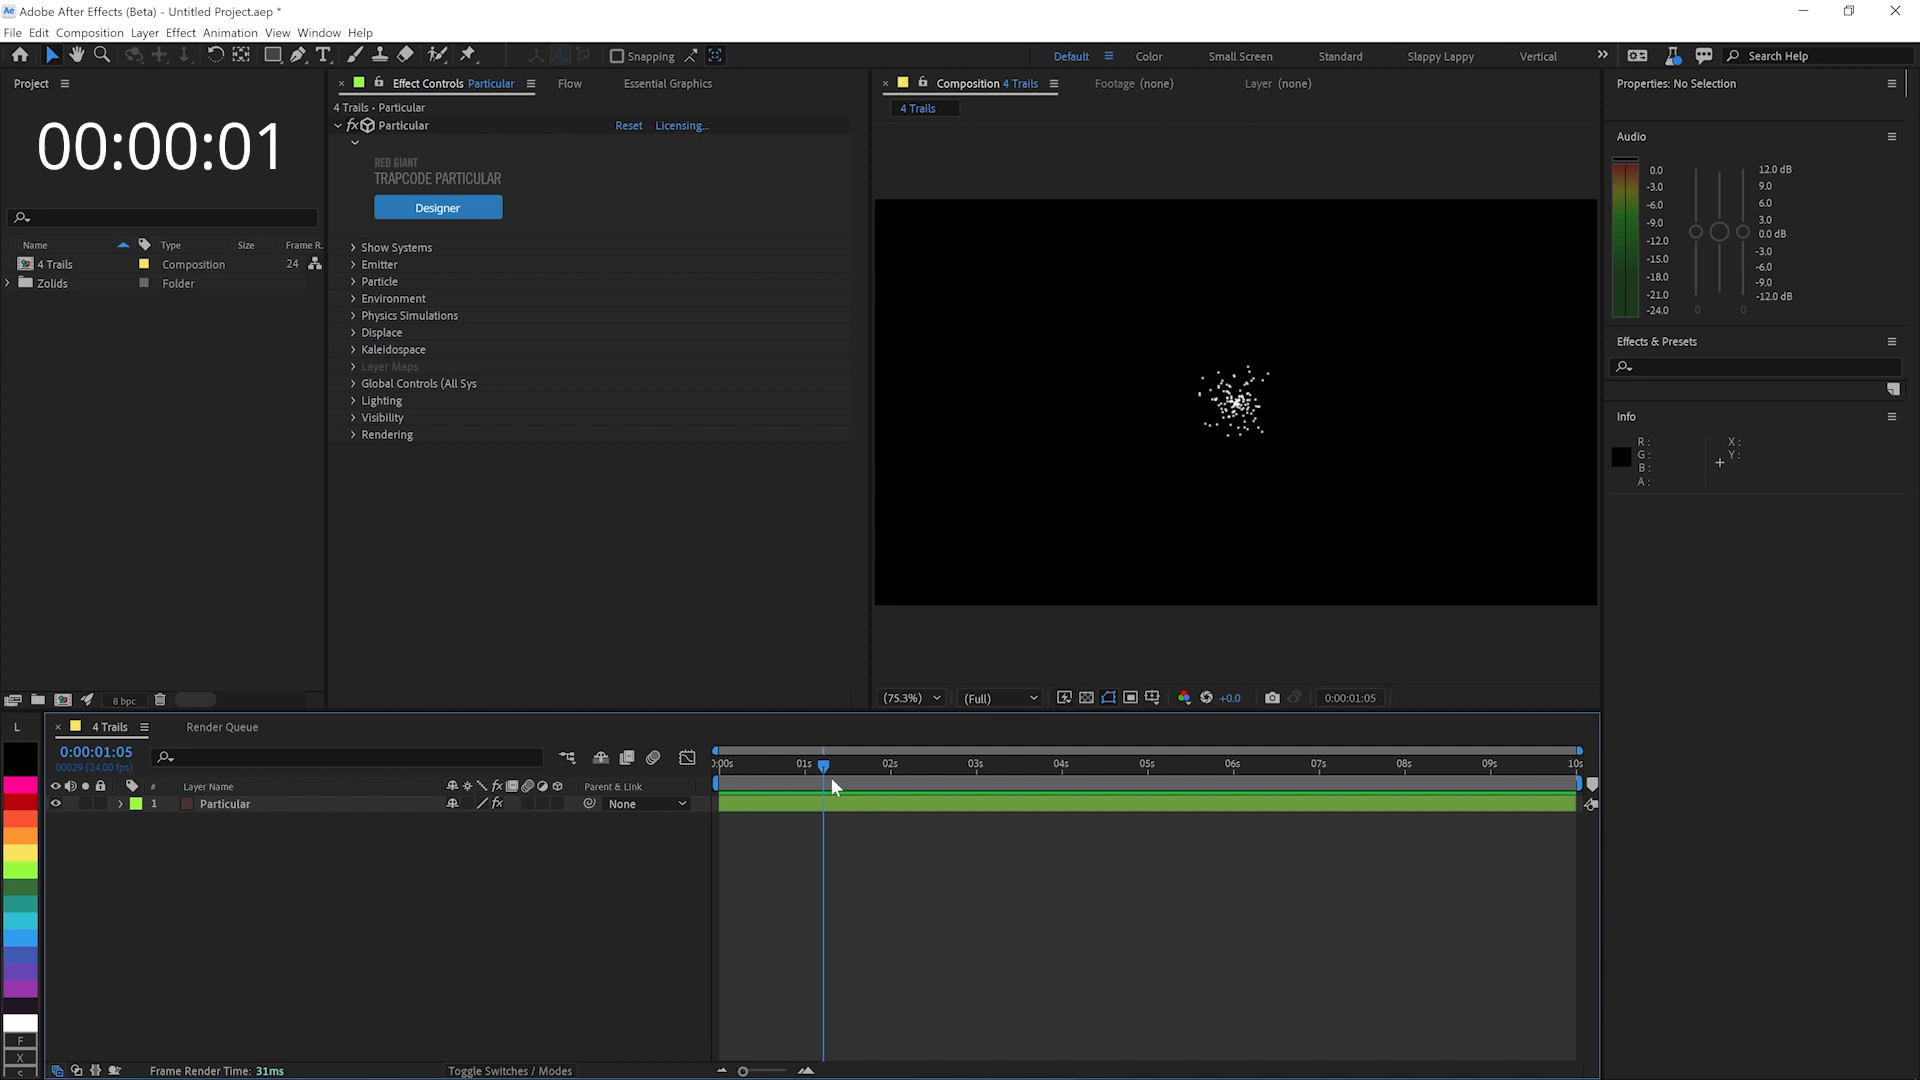 Ae Adobe After Effects (Beta) - Untitled Project.aep *
File Edit Composition Layer Effect Animation View Window Help
Snapping
Default Color Small Screen Standard Slappy Lappy Vertical Search Help
Project
00:00:01
Name Type Size Frame R..
4 Trails Composition 24
Zolids Folder
8 bpc
Effect Controls Particular Flow Essential Graphics
4 Trails • Particular
fx Particular Reset Licensing...
RED GIANT
TRAPCODE PARTICULAR
Designer
Show Systems
Emitter
Particle
Environment
Physics Simulations
Displace
Kaleidospace
Layer Maps
Global Controls (All Sys
Lighting
Visibility
Rendering
Composition 4 Trails Footage (none) Layer (none)
4 Trails
(75.3%) (Full) +0.0 0:00:01:05
Properties: No Selection
Audio
0.0 12.0 dB
-3.0 9.0
-6.0 6.0
-9.0 3.0
-12.0 0.0 dB
-15.0 -3.0
-18.0 -6.0
-21.0 -9.0
-24.0 -12.0 dB
0 0
Effects & Presets
Info
R: X:
G: Y:
B:
A:
L
4 Trails Render Queue
0:00:01:05
00029 (24.00 fps)
:00s 01s 02s 03s 04s 05s 06s 07s 08s 09s 10s
# Layer Name fx Parent & Link
1 Particular fx None
F
X
Frame Render Time: 31ms Toggle Switches / Modes